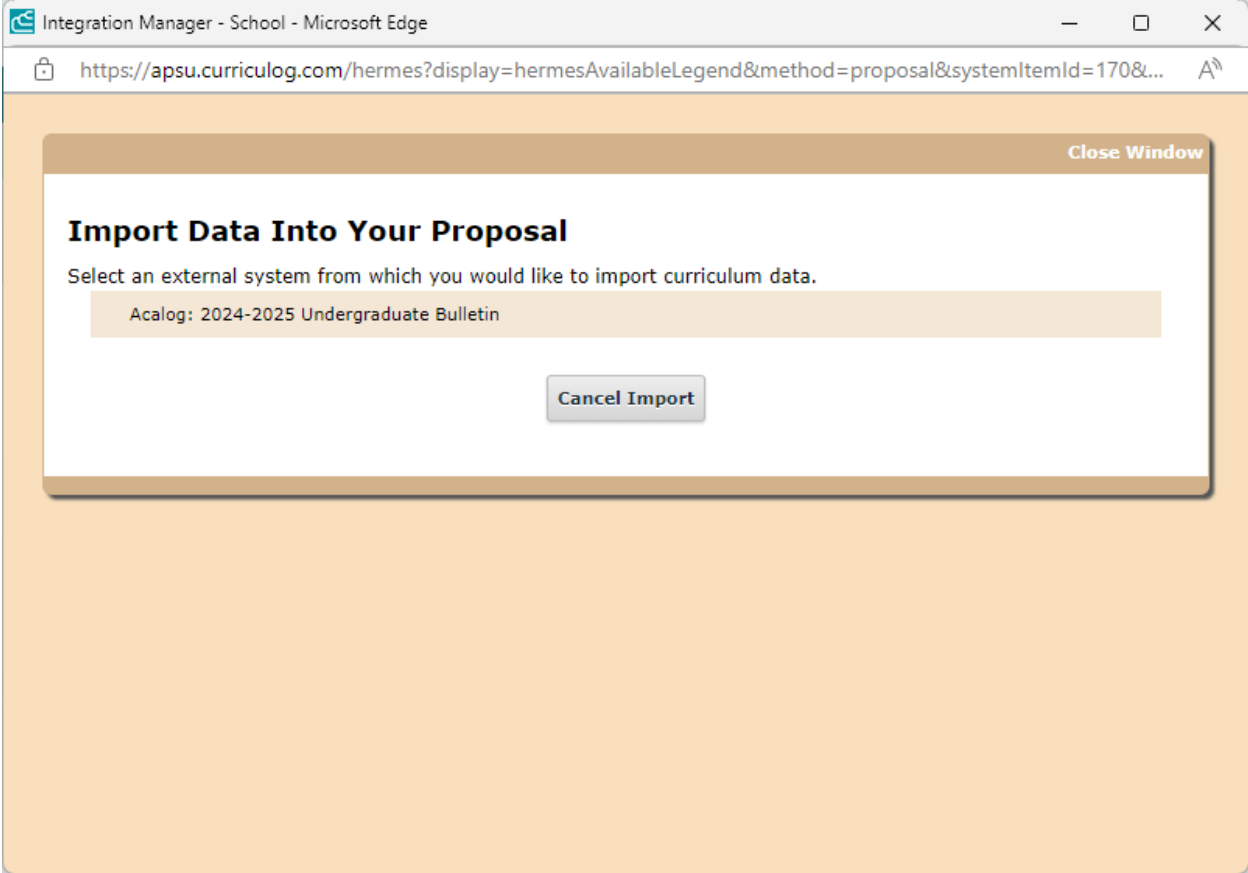 Integration Manager - School - Microsoft Edge
https://apsu.curriculog.com/hermes?display=hermesAvailableLegend&method=proposal&systemItemId=170&...
Close Window
Import Data Into Your Proposal
Select an external system from which you would like to import curriculum data.
Acalog: 2024-2025 Undergraduate Bulletin
Cancel Import